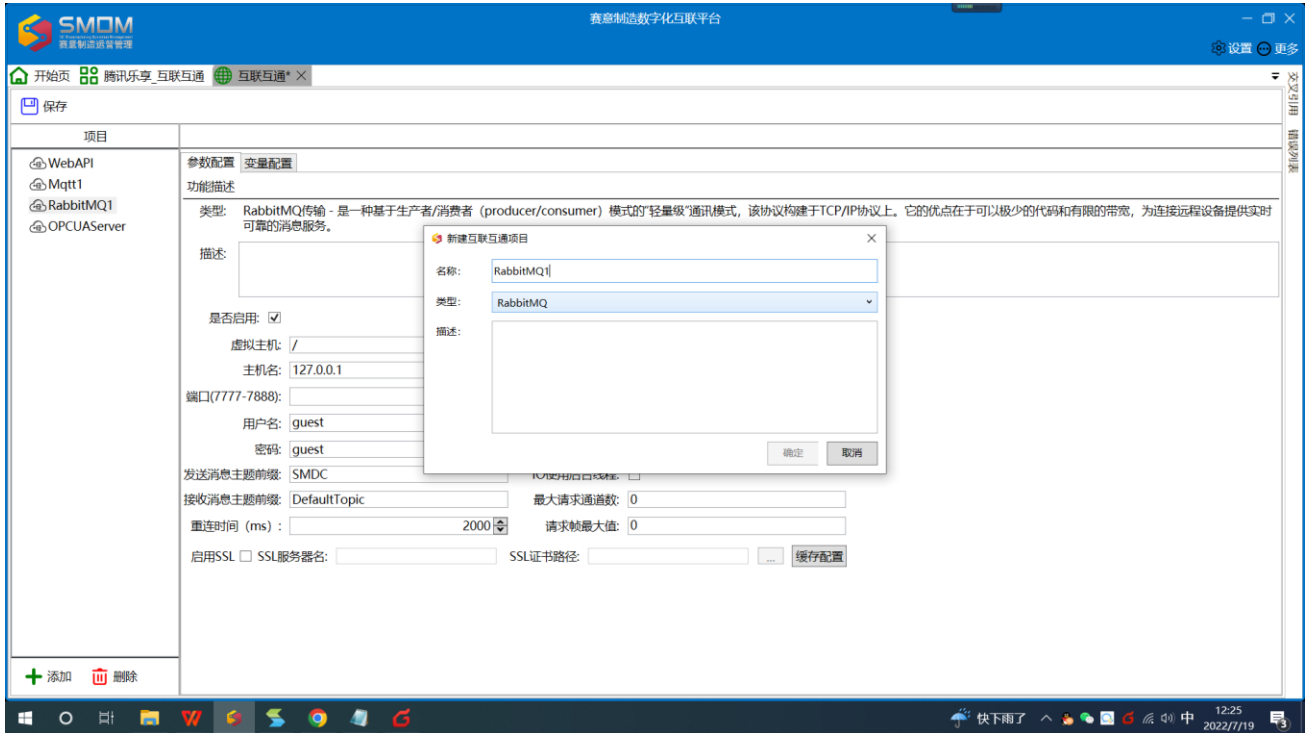 赛意制造数字化互联平台
SMOM
赛意制造运营管理
设置 更多
开始页 腾讯乐享_互联互通 互联互通*
保存
交叉引用
错误列表
项目
WebAPI
Mqtt1
RabbitMQ1
OPCUAServer
添加 删除
参数配置 变量配置
功能描述
类型: RabbitMQ传输 - 是一种基于生产者/消费者（producer/consumer）模式的"轻量级"通讯模式，该协议构建于TCP/IP协议上。它的优点在于可以极少的代码和有限的带宽，为连接远程设备提供实时
可靠的消息服务。
描述:
是否启用:
虚拟主机: /
主机名: 127.0.0.1
端口(7777-7888):
用户名: guest
密码: guest
发送消息主题前缀: SMDC IO使用后台线程:
接收消息主题前缀: DefaultTopic 最大请求通道数: 0
重连时间（ms）: 2000 请求帧最大值: 0
启用SSL SSL服务器名: SSL证书路径: ... 缓存配置
新建互联互通项目
名称: RabbitMQ1
类型: RabbitMQ
描述:
确定 取消
快下雨了 中 12:25
2022/7/19
3